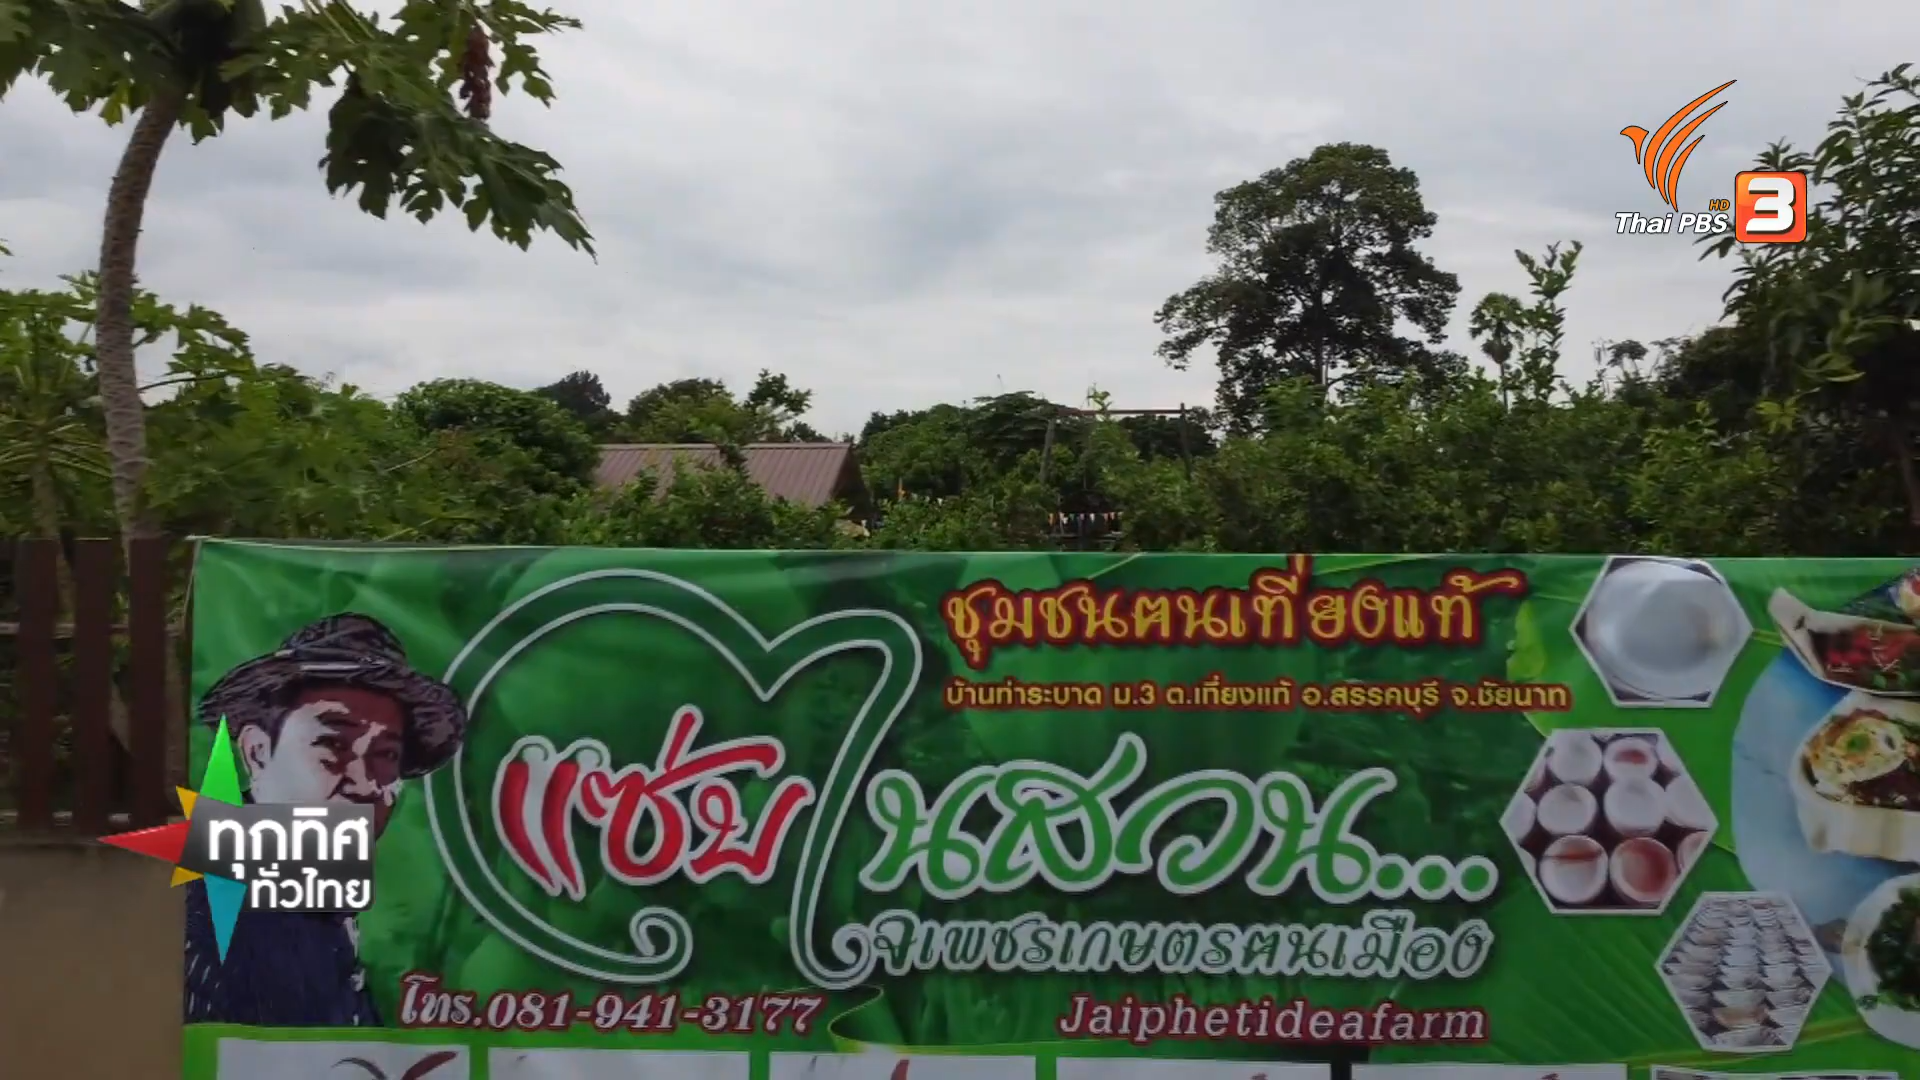 Thai PBS HD 3
ชุมชนฅนเที่ยงแท้
บ้านท่าระบาด ม.3 ต.เที่ยงแท้ อ.สรรคบุรี จ.ชัยนาท
แซ่บในสวน...
ทุกทิศ
ทั่วไทย
จเพชรเกษตรฅนเมือง
โทร.081-941-3177
Jaiphetideafarm